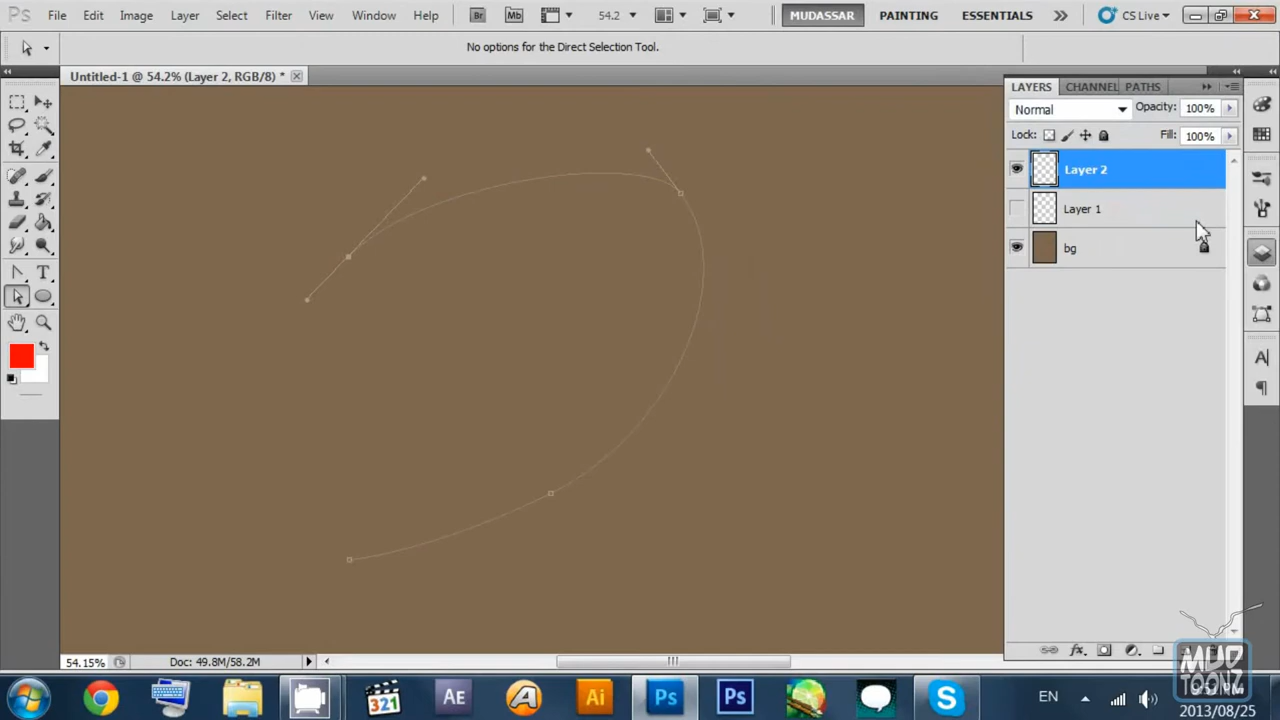 Ps File Edit Image Layer Select Filter View Window Help Br Mb 54.2 MUDASSAR PAINTING ESSENTIALS CS Live
No options for the Direct Selection Tool.
Untitled-1 @ 54.2% (Layer 2, RGB/8) *
LAYERS CHANNEL PATHS
Normal Opacity: 100%
Lock: Fill: 100%
Layer 2
Layer 1
bg
T
A
54.15% Doc: 49.8M/58.2M
MUD
TOONZ
321 AE Ai Ps Ps S EN
2013/08/25